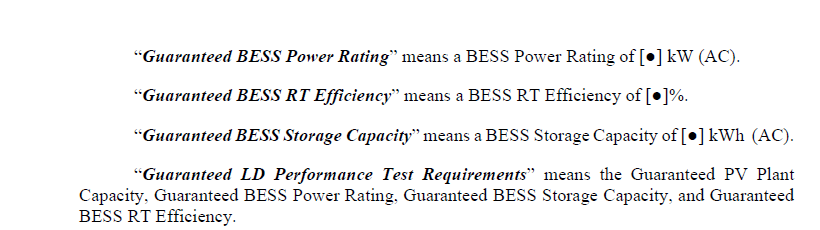 “Guaranteed BESS Power Rating” means a BESS Power Rating of [●] kW (AC).
“Guaranteed BESS RT Efficiency” means a BESS RT Efficiency of [●]%.
“Guaranteed BESS Storage Capacity” means a BESS Storage Capacity of [●] kWh (AC).
“Guaranteed LD Performance Test Requirements” means the Guaranteed PV Plant
Capacity, Guaranteed BESS Power Rating, Guaranteed BESS Storage Capacity, and Guaranteed
BESS RT Efficiency.